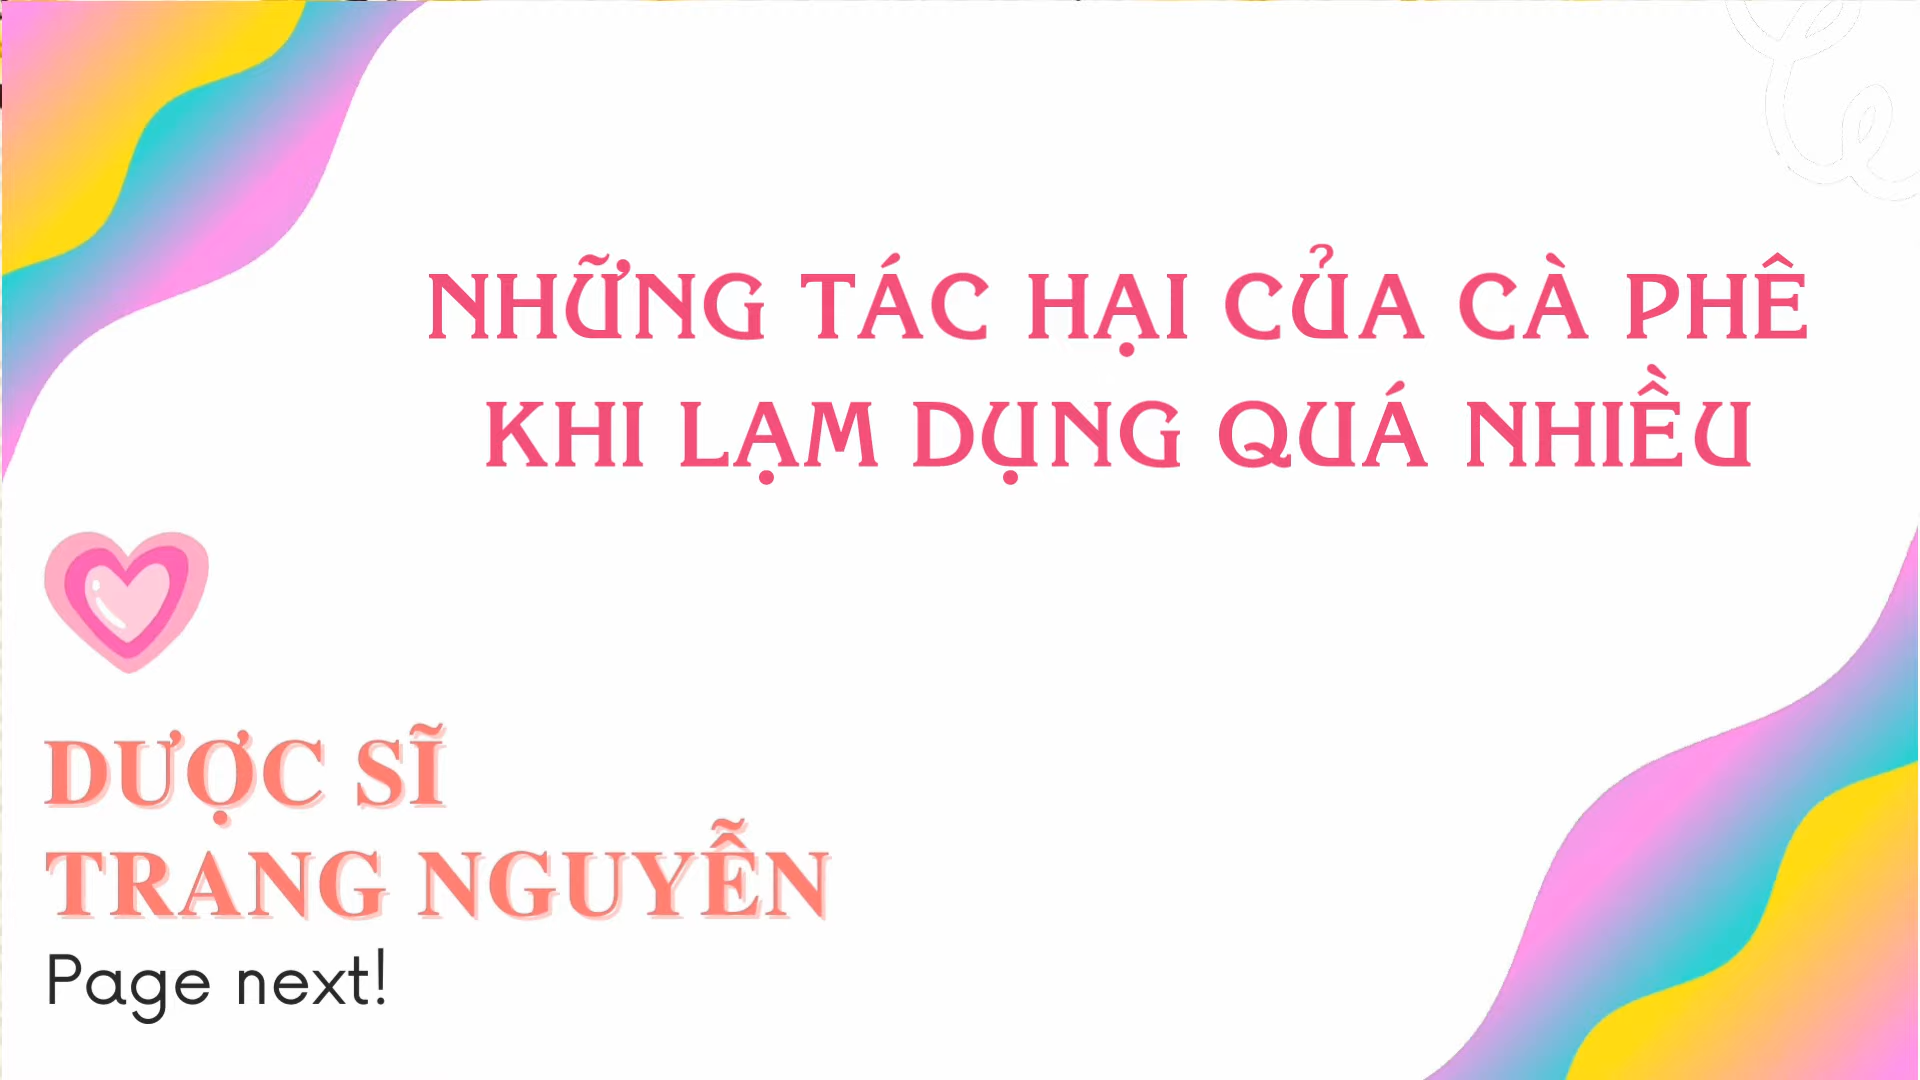 NHỮNG TÁC HẠI CỦA CÀ PHÊ
KHI LẠM DỤNG QUÁ NHIỀU
DƯỢC SĨ
TRANG NGUYỄN
Page next!